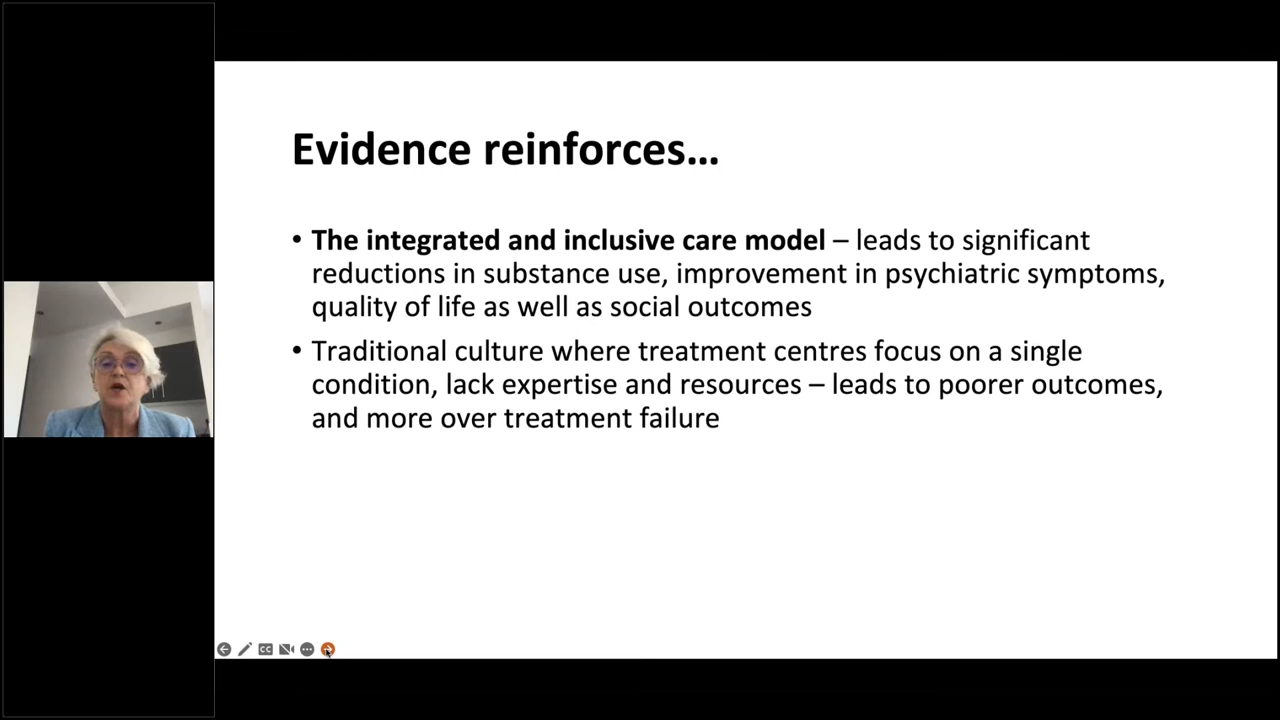 Evidence reinforces…
• The integrated and inclusive care model – leads to significant
reductions in substance use, improvement in psychiatric symptoms,
quality of life as well as social outcomes
• Traditional culture where treatment centres focus on a single
condition, lack expertise and resources – leads to poorer outcomes,
and more over treatment failure
CC